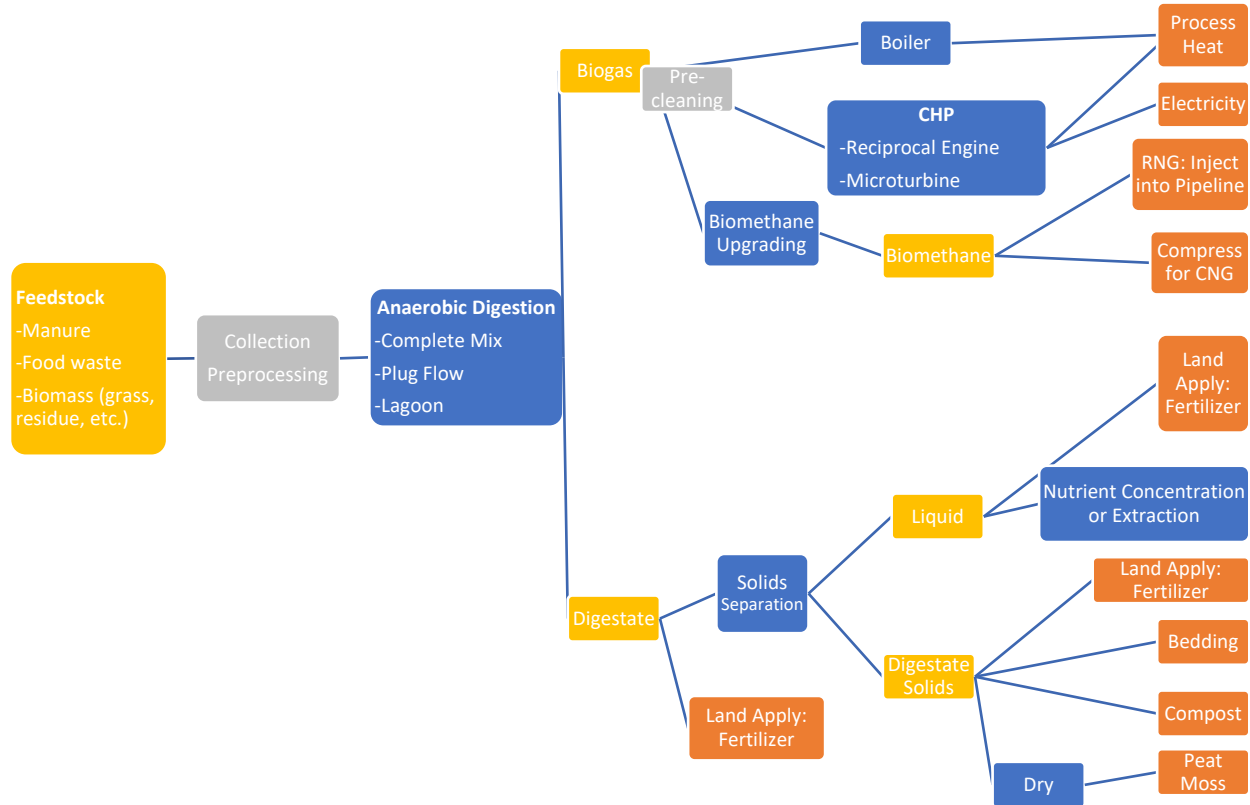 Feedstock
-Manure
-Food waste
-Biomass (grass,
residue, etc.)
Collection
Preprocessing
Anaerobic Digestion
-Complete Mix
-Plug Flow
-Lagoon
Biogas
Pre-
cleaning
Boiler
Process
Heat
CHP
-Reciprocal Engine
-Microturbine
Electricity
Biomethane
Upgrading
Biomethane
RNG: Inject
into Pipeline
Compress
for CNG
Digestate
Solids
Separation
Land Apply:
Fertilizer
Liquid
Land
Apply:
Fertilizer
Nutrient Concentration
or Extraction
Digestate
Solids
Land Apply:
Fertilizer
Bedding
Compost
Dry
Peat
Moss